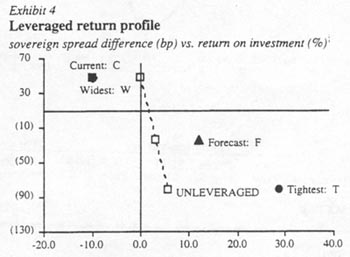 Exhibit 4
Leveraged return profile
sovereign spread difference (bp) vs. return on investment (%)
70
Current: C
Widest: W
30
(10)
Forecast: F
(50)
UNLEVERAGED
Tightest: T
(90)
(130)
-20.0 -10.0 0.0 10.0 20.0 30.0 40.0